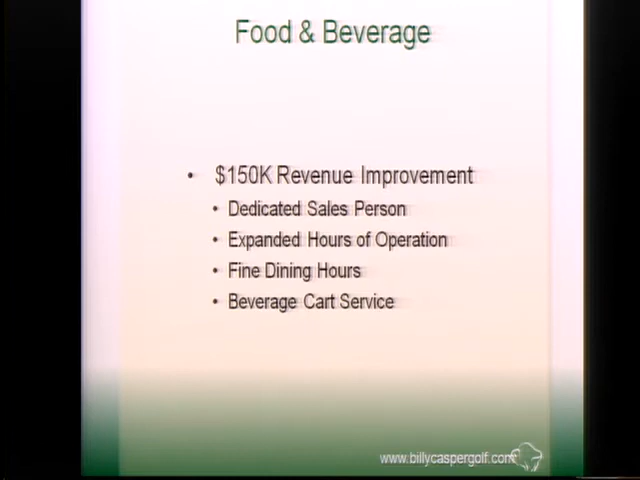 Food & Beverage
• $150K Revenue Improvement
• Dedicated Sales Person
• Expanded Hours of Operation
• Fine Dining Hours
• Beverage Cart Service
www.billycaspergolf.com